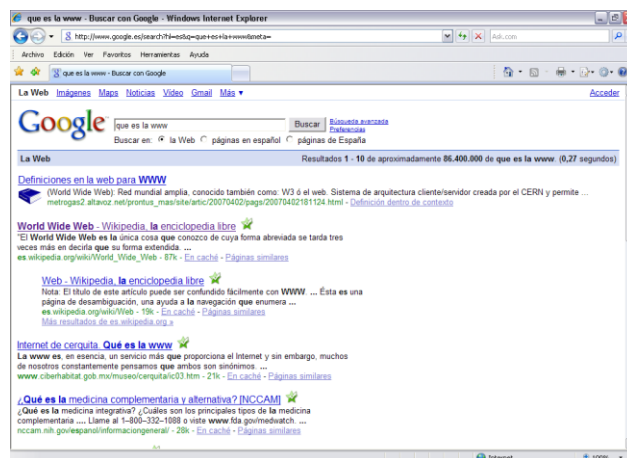 que es la www - Buscar con Google - Windows Internet Explorer
http://www.google.es/search?hl=es&q=que+es+la+www&meta=
Ask.com
Archivo Edición Ver Favoritos Herramientas Ayuda
que es la www - Buscar con Google
La Web Imágenes Maps Noticias Vídeo Gmail Más ▼ Acceder
Google
que es la www Buscar Búsqueda avanzada
Preferencias
Buscar en: la Web páginas en español páginas de España
La Web Resultados 1 - 10 de aproximadamente 86.400.000 de que es la www. (0,27 segundos)
Definiciones en la web para WWW
(World Wide Web): Red mundial amplia, conocido también como: W3 ó el web. Sistema de arquitectura cliente/servidor creada por el CERN y permite ...
metrogas2.altavoz.net/prontus_mas/site/artic/20070402/pags/20070402181124.html - Definición dentro de contexto
World Wide Web - Wikipedia, la enciclopedia libre
"El World Wide Web es la única cosa que conozco de cuya forma abreviada se tarda tres
veces más en decirla que su forma extendida. ...
es.wikipedia.org/wiki/World_Wide_Web - 87k - En caché - Páginas similares
Web - Wikipedia, la enciclopedia libre
Nota: El título de este artículo puede ser confundido fácilmente con WWW. ... Ésta es una
página de desambiguación, una ayuda a la navegación que enumera ...
es.wikipedia.org/wiki/Web - 19k - En caché - Páginas similares
Más resultados de es.wikipedia.org »
Internet de cerquita. Qué es la www
La www es, en esencia, un servicio más que proporciona el Internet y sin embargo, muchos
de nosotros constantemente pensamos que ambos son sinónimos. ...
www.ciberhabitat.gob.mx/museo/cerquita/ic03.htm - 21k - En caché - Páginas similares
¿Qué es la medicina complementaria y alternativa? [NCCAM]
¿Qué es la medicina integrativa? ¿Cuáles son los principales tipos de la medicina
complementaria .... Llame al 1–800–332–1088 o viste www.fda.gov/medwatch. ...
nccam.nih.gov/espanol/informaciongeneral/ - 28k - En caché - Páginas similares
Internet 100%